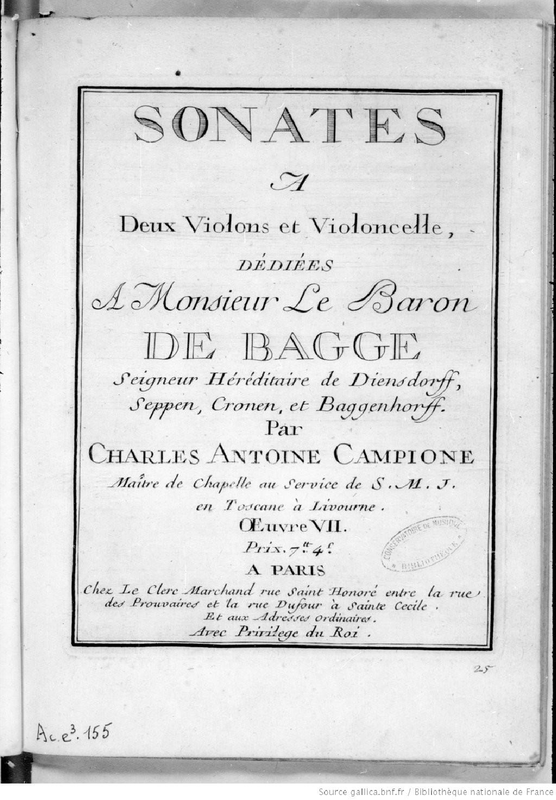 SONATES
A
Deux Violons et Violoncelle,
DÉDIÉES
A Monsieur Le Baron
DE BAGGE
Seigneur Héréditaire de Diensdorff,
Seppen, Cronen, et Baggenhorff.
Par
CHARLES ANTOINE CAMPIONE
Maître de Chapelle au Service de S. M. J.
en Toscane à Livourne.
ŒUVRE VII.
Prix. 7.tt 4.s
A PARIS
Chez Le Clerc Marchand rue Saint Honoré entre la rue
des Prouvaires et la rue Dufour à Sainte Cecile.
Et aux Adresses ordinaires.
Avec Privilege du Roi.
CONSERVATOIRE DE MUSIQUE
* BIBLIOTHÈQUE *
25
Ac.e³.155
Source gallica.bnf.fr / Bibliothèque nationale de France